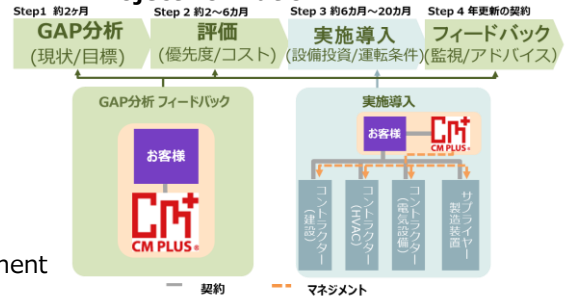 Step1 約2ヶ月
GAP分析
(現状/目標)
Step 2 約2～6カ月
評価
(優先度/コスト)
Step 3 約6カ月～20カ月
実施導入
(設備投資/運転条件)
Step 4 年更新の契約
フィードバック
(監視/アドバイス)
GAP分析 フィードバック
お客様
CM+
CM PLUS®
実施導入
お客様
CM+
CM PLUS®
コントラクター
(建設)
コントラクター
(HVAC)
コントラクター
(電気設備)
サプライヤー
製造装置
ment
契約
マネジメント